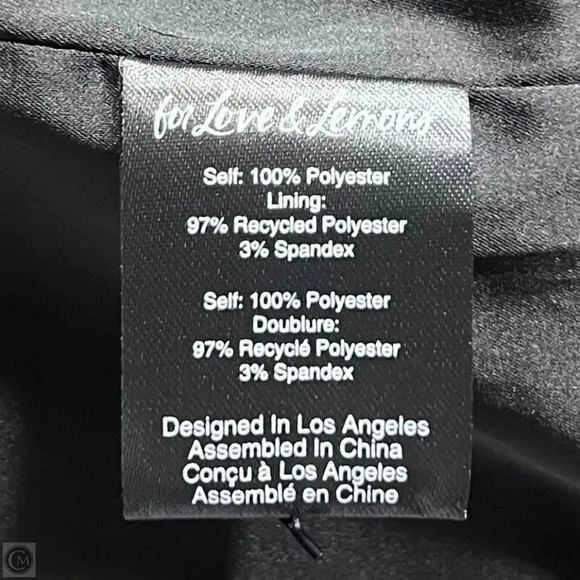 for Love & Lemons
Self: 100% Polyester
Lining:
97% Recycled Polyester
3% Spandex
Self: 100% Polyester
Doublure:
97% Recyclé Polyester
3% Spandex
Designed in Los Angeles
Assembled in China
Conçu à Los Angeles
Assemblé en Chine
CM